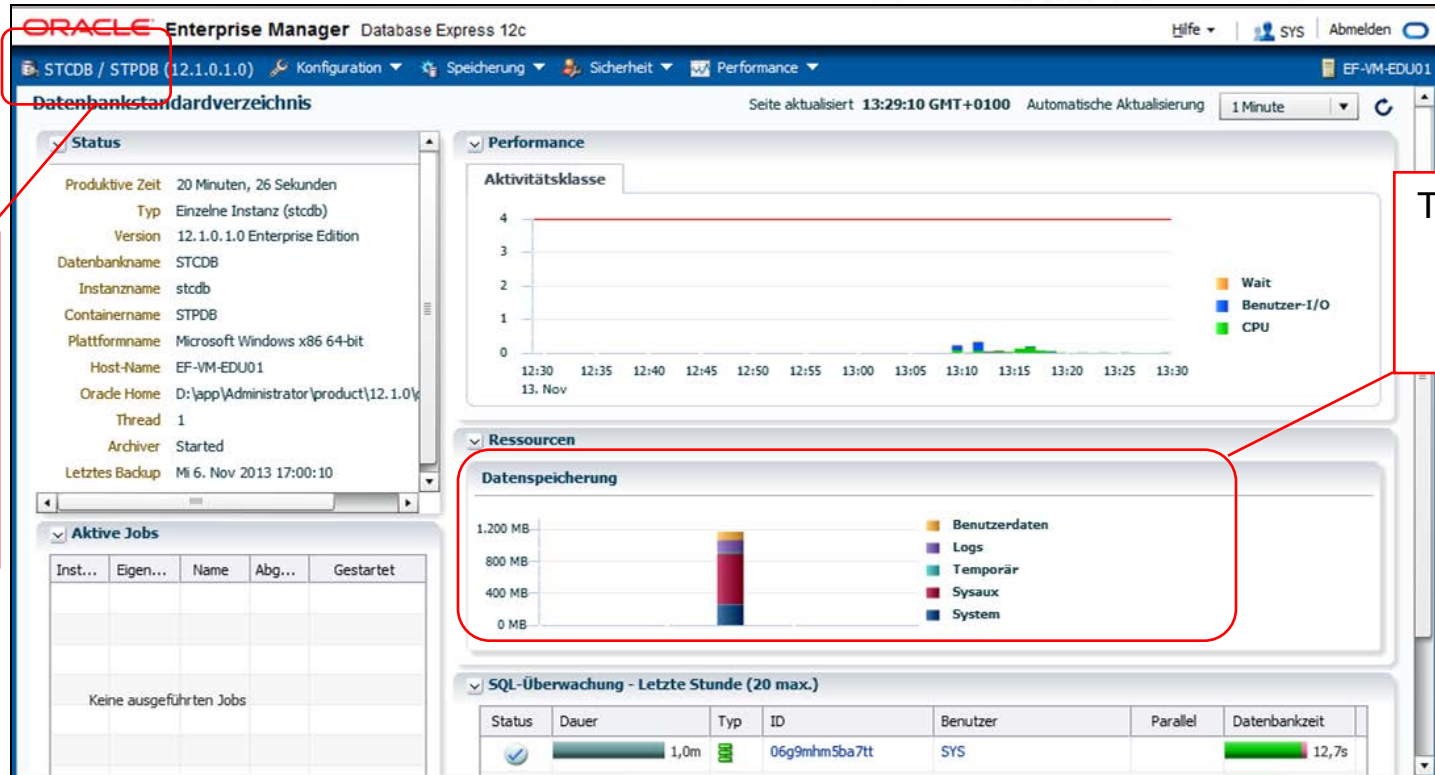 ORACLE Enterprise Manager Database Express 12c
Hilfe SYS Abmelden
STCDB / STPDB (12.1.0.1.0) Konfiguration Speicherung Sicherheit Performance EF-VM-EDU01
Datenbankstandardverzeichnis
Seite aktualisiert 13:29:10 GMT+0100 Automatische Aktualisierung 1 Minute
Status
Produktive Zeit 20 Minuten, 26 Sekunden
Typ Einzelne Instanz (stcdb)
Version 12.1.0.1.0 Enterprise Edition
Datenbankname STCDB
Instanzname stcdb
Containername STPDB
Plattformname Microsoft Windows x86 64-bit
Host-Name EF-VM-EDU01
Oracle Home D:\app\Administrator\product\12.1.0\
Thread 1
Archiver Started
Letztes Backup Mi 6. Nov 2013 17:00:10
Aktive Jobs
Inst... Eigen... Name Abg... Gestartet
Keine ausgeführten Jobs
Performance
Aktivitätsklasse
4
3
2
1
0
12:30 12:35 12:40 12:45 12:50 12:55 13:00 13:05 13:10 13:15 13:20 13:25 13:30
13. Nov
Wait
Benutzer-I/O
CPU
T
Ressourcen
Datenspeicherung
1.200 MB
800 MB
400 MB
0 MB
Benutzerdaten
Logs
Temporär
Sysaux
System
SQL-Überwachung - Letzte Stunde (20 max.)
Status Dauer Typ ID Benutzer Parallel Datenbankzeit
1,0m 06g9mhm5ba7tt SYS 12,7s